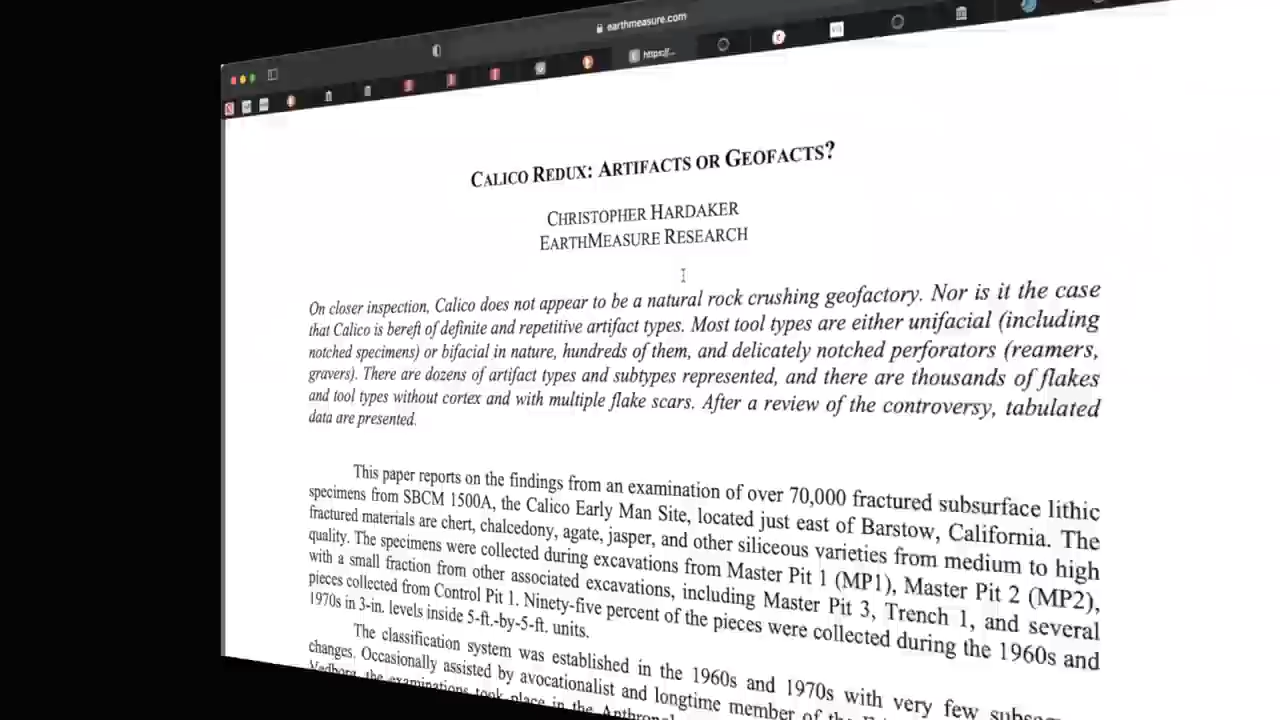 earthmeasure.com
https://...
CALICO REDUX: ARTIFACTS OR GEOFACTS?
CHRISTOPHER HARDAKER
EARTHMEASURE RESEARCH
On closer inspection, Calico does not appear to be a natural rock crushing geofactory. Nor is it the case
that Calico is bereft of definite and repetitive artifact types. Most tool types are either unifacial (including
notched specimens) or bifacial in nature, hundreds of them, and delicately notched perforators (reamers,
gravers). There are dozens of artifact types and subtypes represented, and there are thousands of flakes
and tool types without cortex and with multiple flake scars. After a review of the controversy, tabulated
data are presented.
This paper reports on the findings from an examination of over 70,000 fractured subsurface lithic
specimens from SBCM 1500A, the Calico Early Man Site, located just east of Barstow, California. The
fractured materials are chert, chalcedony, agate, jasper, and other siliceous varieties from medium to high
quality. The specimens were collected during excavations from Master Pit 1 (MP1), Master Pit 2 (MP2),
with a small fraction from other associated excavations, including Master Pit 3, Trench 1, and several
pieces collected from Control Pit 1. Ninety-five percent of the pieces were collected during the 1960s and
1970s in 3-in. levels inside 5-ft.-by-5-ft. units.
The classification system was established in the 1960s and 1970s with very few
changes. Occasionally assisted by avocationalist and longtime member of the
the examinations took place in the